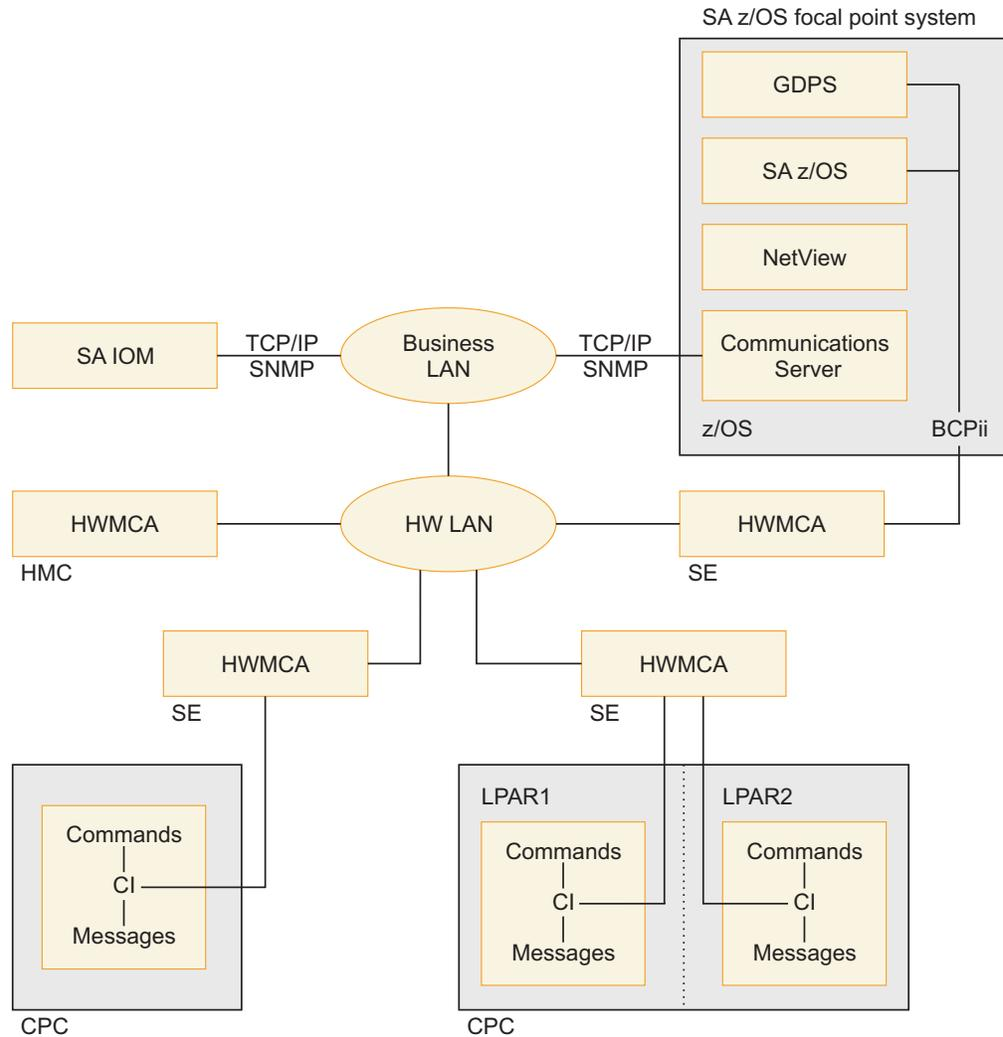 SA z/OS focal point system
GDPS
SA z/OS
NetView
SA IOM
TCP/IP
SNMP
Business
LAN
TCP/IP
SNMP
Communications
Server
z/OS
BCPii
HWMCA
HMC
HW LAN
HWMCA
SE
HWMCA
SE
HWMCA
SE
Commands
CI
Messages
CPC
LPAR1
Commands
CI
Messages
LPAR2
Commands
CI
Messages
CPC